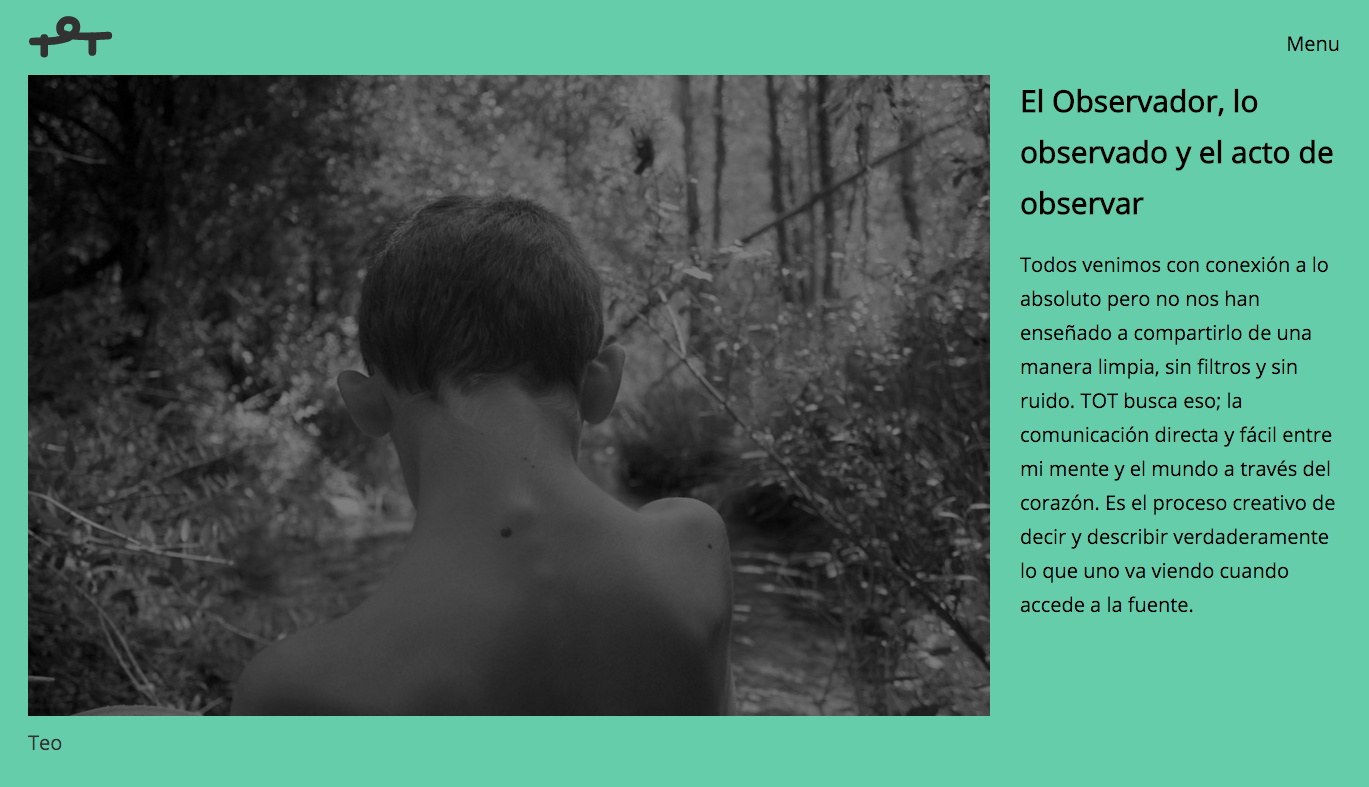 TOT
Menu
El Observador, lo
observado y el acto de
observar
Todos venimos con conexión a lo
absoluto pero no nos han
enseñado a compartirlo de una
manera limpia, sin filtros y sin
ruido. TOT busca eso; la
comunicación directa y fácil entre
mi mente y el mundo a través del
corazón. Es el proceso creativo de
decir y describir verdaderamente
lo que uno va viendo cuando
accede a la fuente.
Teo